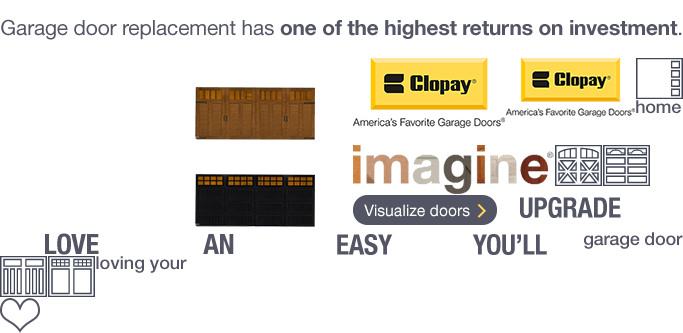 Garage door replacement has one of the highest returns on investment.
Clopay®
America's Favorite Garage Doors®
Clopay®
America's Favorite Garage Doors®
home
imagine®
Visualize doors
UPGRADE
LOVE
AN
EASY
YOU'LL
garage door
loving your